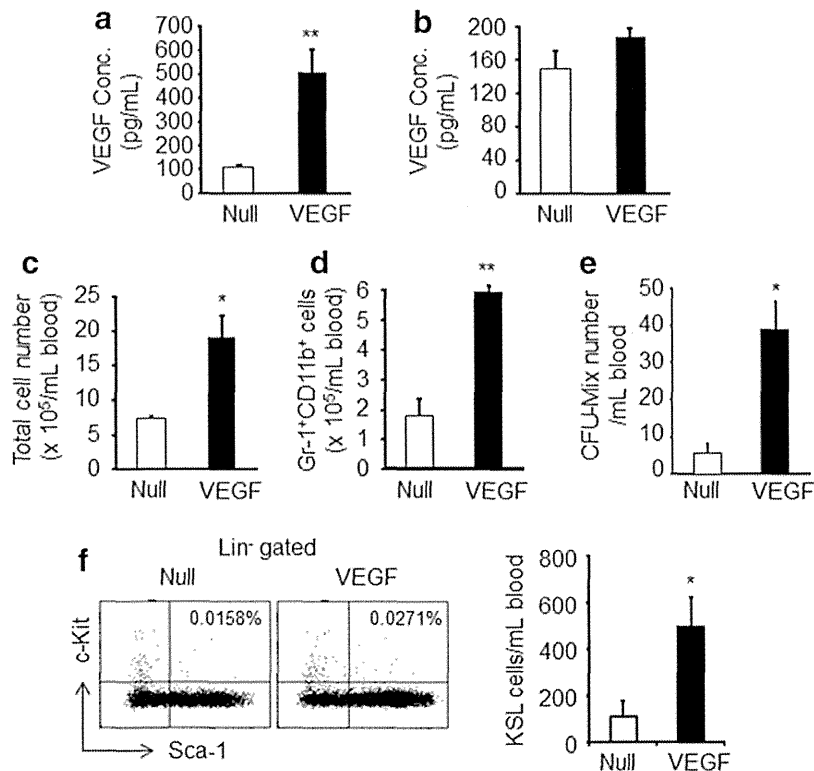 a
VEGF Conc.
(pg/mL)
700
600
500
400
300
200
100
0
**
Null
VEGF
b
VEGF Conc.
(pg/mL)
200
160
120
80
40
0
Null
VEGF
c
Total cell number
(x 10⁵/mL blood)
25
20
15
10
5
0
*
Null
VEGF
d
Gr-1⁺CD11b⁺ cells
(x 10⁵/mL blood)
6
5
4
3
2
1
0
**
Null
VEGF
e
CFU-Mix number
/mL blood
50
40
30
20
10
0
*
Null
VEGF
f
Lin⁻ gated
Null
VEGF
0.0158%
0.0271%
c-Kit
Sca-1
KSL cells/mL blood
800
600
400
200
0
*
Null
VEGF